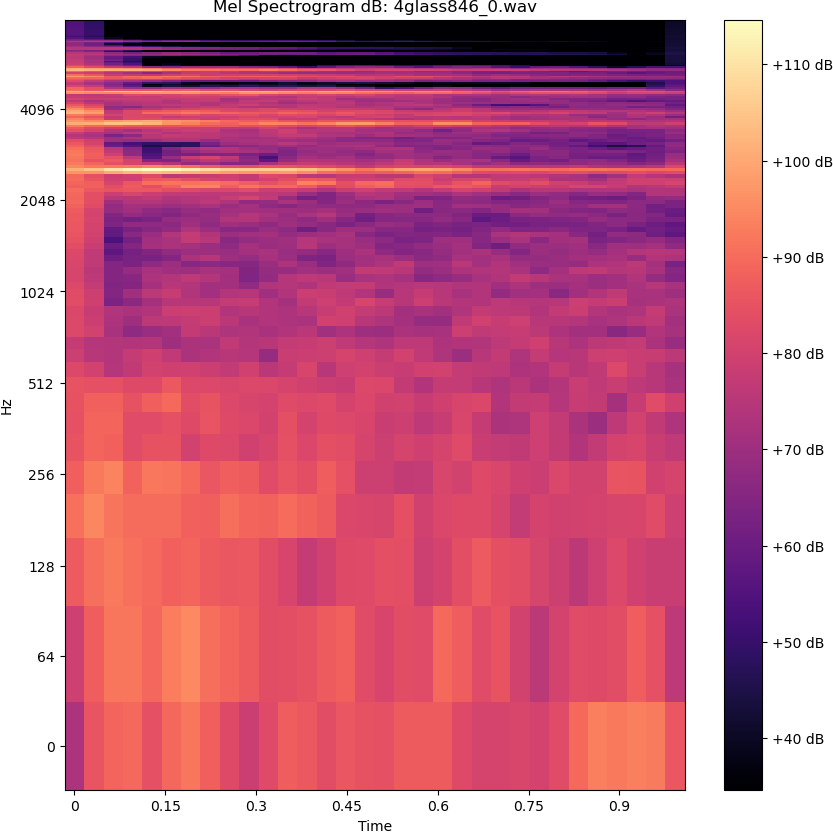 Mel Spectrogram dB: 4glass846_0.wav
+110 dB
4096
+100 dB
2048
+90 dB
1024
+80 dB
512
Hz
+70 dB
256
+60 dB
128
+50 dB
64
+40 dB
0
0 0.15 0.3 0.45 0.6 0.75 0.9
Time